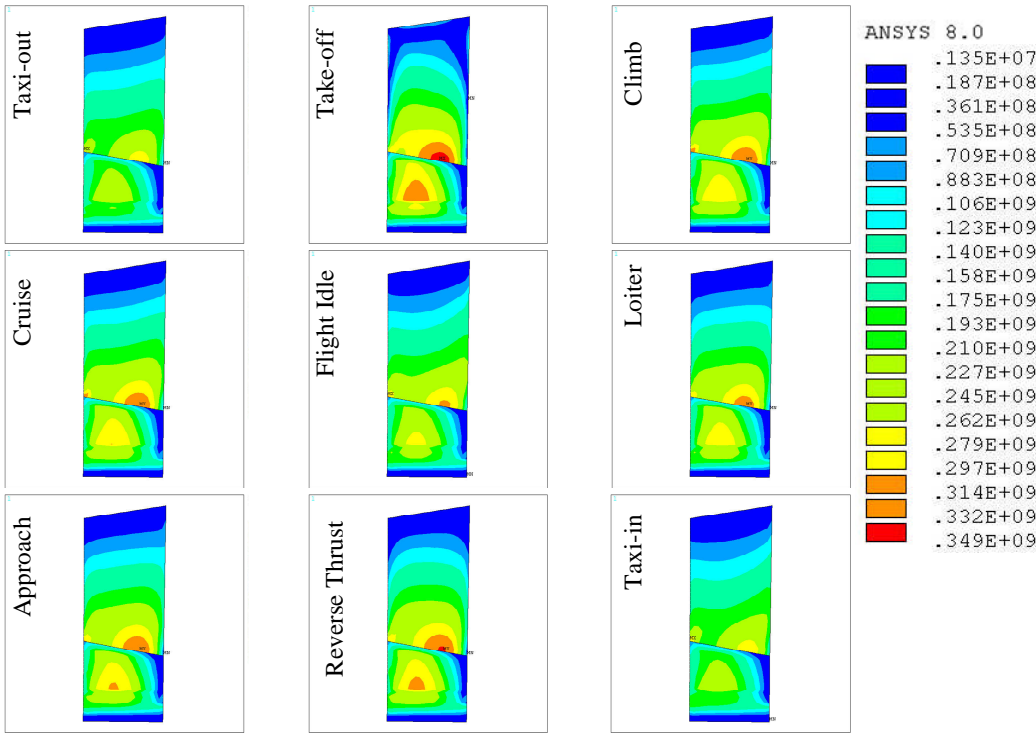 Taxi-out
Take-off
Climb
ANSYS 8.0
.135E+07
.187E+08
.361E+08
.535E+08
.709E+08
.883E+08
.106E+09
.123E+09
.140E+09
.158E+09
.175E+09
.193E+09
.210E+09
.227E+09
.245E+09
.262E+09
.279E+09
.297E+09
.314E+09
.332E+09
.349E+09
Cruise
Flight Idle
Loiter
Approach
Reverse Thrust
Taxi-in